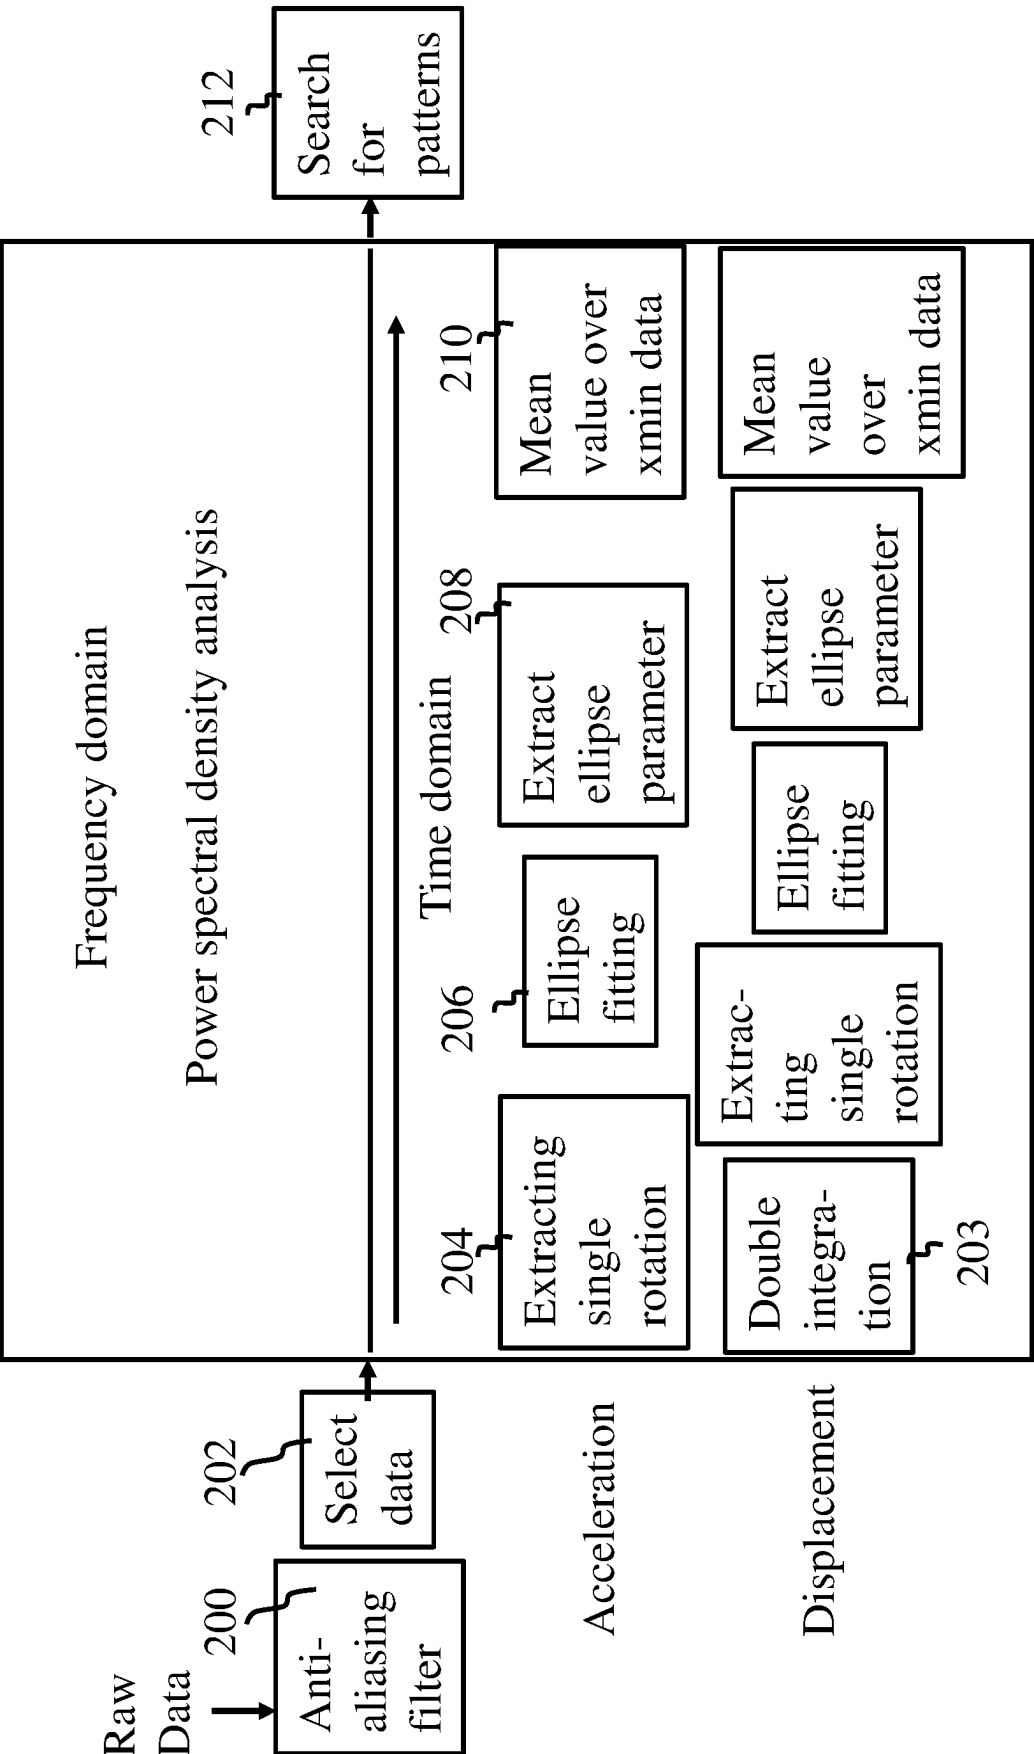 Raw
Data
200
Anti-
aliasing
filter
202
Select
data
Frequency domain
Power spectral density analysis
Time domain
Acceleration
204
Extracting
single
rotation
206
Ellipse
fitting
208
Extract
ellipse
parameter
210
Mean
value over
xmin data
Displacement
Double
integra-
tion
203
Extrac-
ting
single
rotation
Ellipse
fitting
Extract
ellipse
parameter
Mean
value
over
xmin data
212
Search
for
patterns